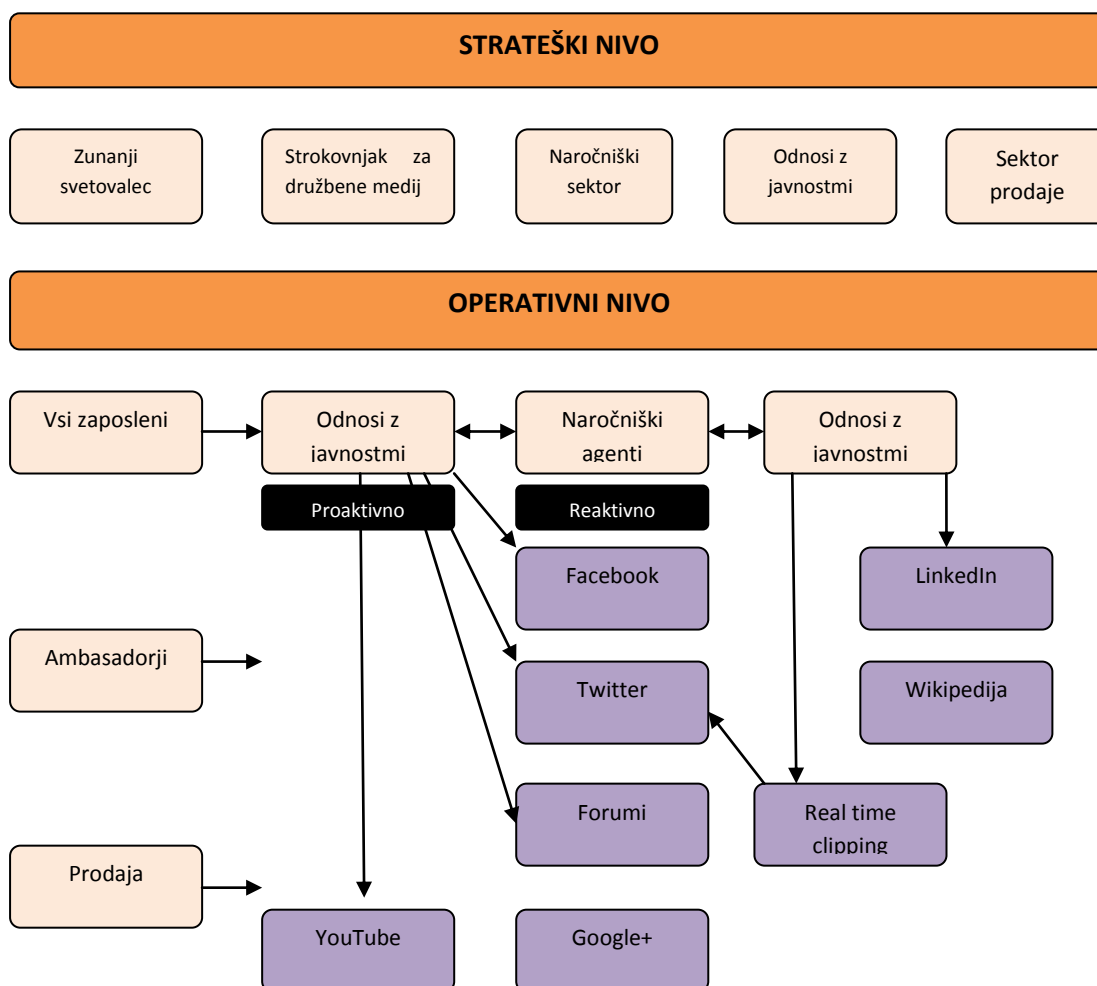 STRATEŠKI NIVO
Zunanji
svetovalec
Strokovnjak za
družbene medij
Naročniški
sektor
Odnosi z
javnostmi
Sektor
prodaje
OPERATIVNI NIVO
Vsi zaposleni
Odnosi z
javnostmi
Naročniški
agenti
Odnosi z
javnostmi
Proaktivno
Reaktivno
Facebook
LinkedIn
Ambasadorji
Twitter
Wikipedija
Forumi
Real time
clipping
Prodaja
YouTube
Google+